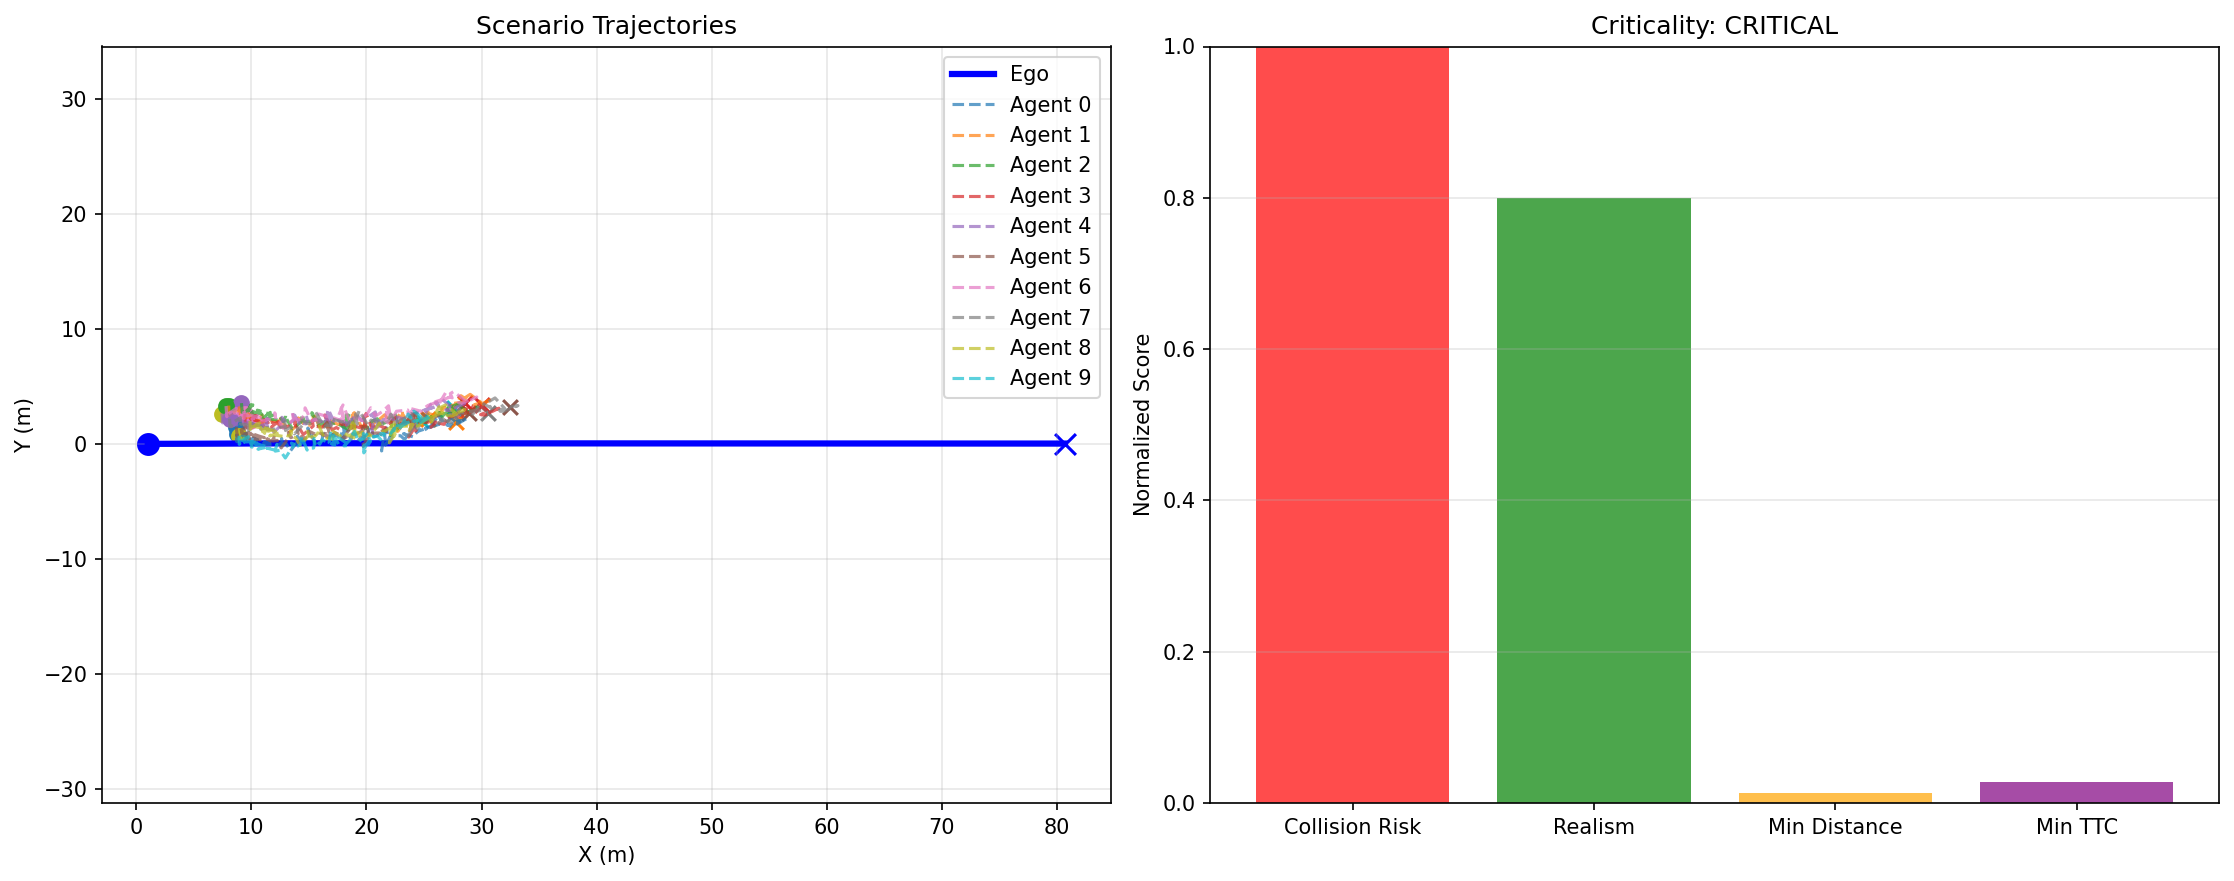 Scenario Trajectories
Y (m)
30
20
10
0
−10
−20
−30
0 10 20 30 40 50 60 70 80
X (m)
Ego
Agent 0
Agent 1
Agent 2
Agent 3
Agent 4
Agent 5
Agent 6
Agent 7
Agent 8
Agent 9
Criticality: CRITICAL
Normalized Score
1.0
0.8
0.6
0.4
0.2
0.0
Collision Risk Realism Min Distance Min TTC